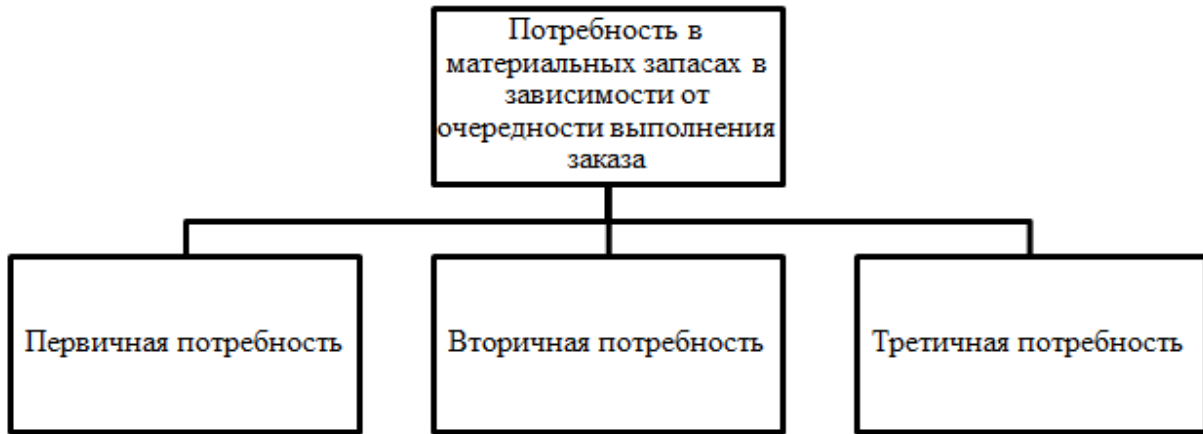 Потребность в
материальных запасах в
зависимости от
очередности выполнения
заказа
Первичная потребность
Вторичная потребность
Третичная потребность